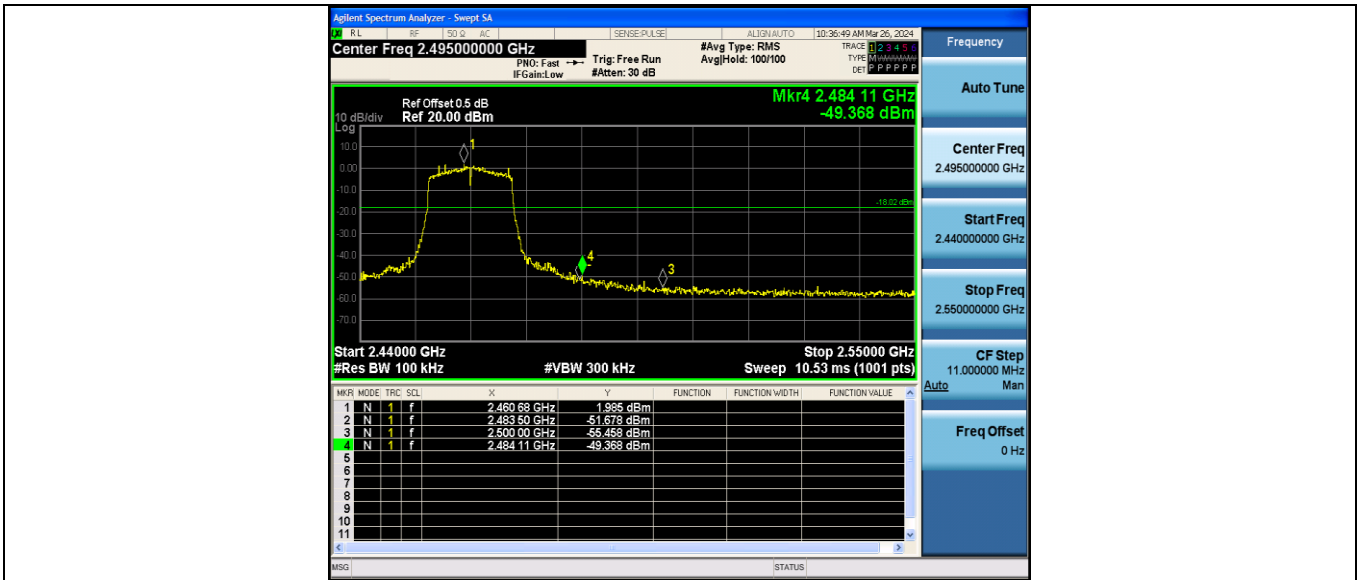 Agilent Spectrum Analyzer - Swept SA
RL RF 50 Ω AC SENSE:PULSE ALIGNAUTO 10:36:49 AM Mar 26, 2024
Center Freq 2.495000000 GHz
PNO: Fast
IFGain:Low
Trig: Free Run
#Atten: 30 dB
#Avg Type: RMS
Avg|Hold: 100/100
TRACE 1 2 3 4 5 6
TYPE M
DET P P P P P P
Frequency
Mkr4 2.484 11 GHz
-49.368 dBm
Ref Offset 0.5 dB
10 dB/div Ref 20.00 dBm
Log
10.0
0.00
-10.0
-20.0
-30.0
-40.0
-50.0
-60.0
-70.0
1
4
3
-18.02 dBm
Start 2.44000 GHz Stop 2.55000 GHz
#Res BW 100 kHz #VBW 300 kHz Sweep 10.53 ms (1001 pts)
MKR MODE TRC SCL X Y FUNCTION FUNCTION WIDTH FUNCTION VALUE
1 N 1 f 2.460 68 GHz 1.985 dBm
2 N 1 f 2.483 50 GHz -51.678 dBm
3 N 1 f 2.500 00 GHz -55.458 dBm
4 N 1 f 2.484 11 GHz -49.368 dBm
5
6
7
8
9
10
11
MSG STATUS
Auto Tune
Center Freq
2.495000000 GHz
Start Freq
2.440000000 GHz
Stop Freq
2.550000000 GHz
CF Step
11.000000 MHz
Auto Man
Freq Offset
0 Hz